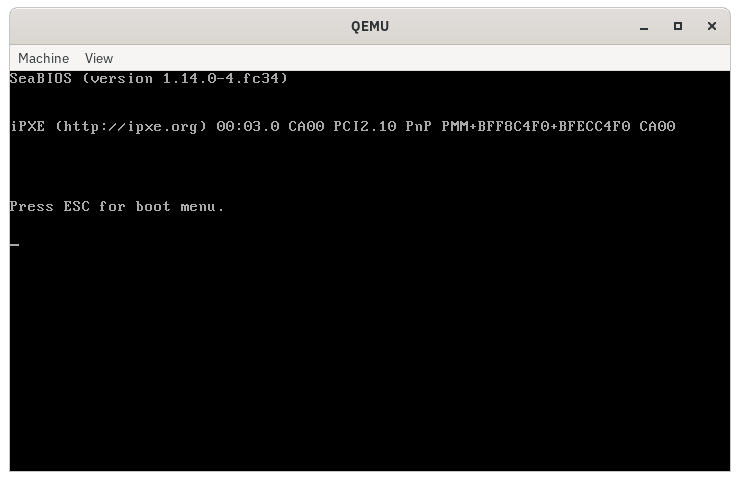 QEMU
Machine View
SeaBIOS (version 1.14.0-4.fc34)
iPXE (http://ipxe.org) 00:03.0 CA00 PCI2.10 PnP PMM+BFF8C4F0+BFECC4F0 CA00
Press ESC for boot menu.